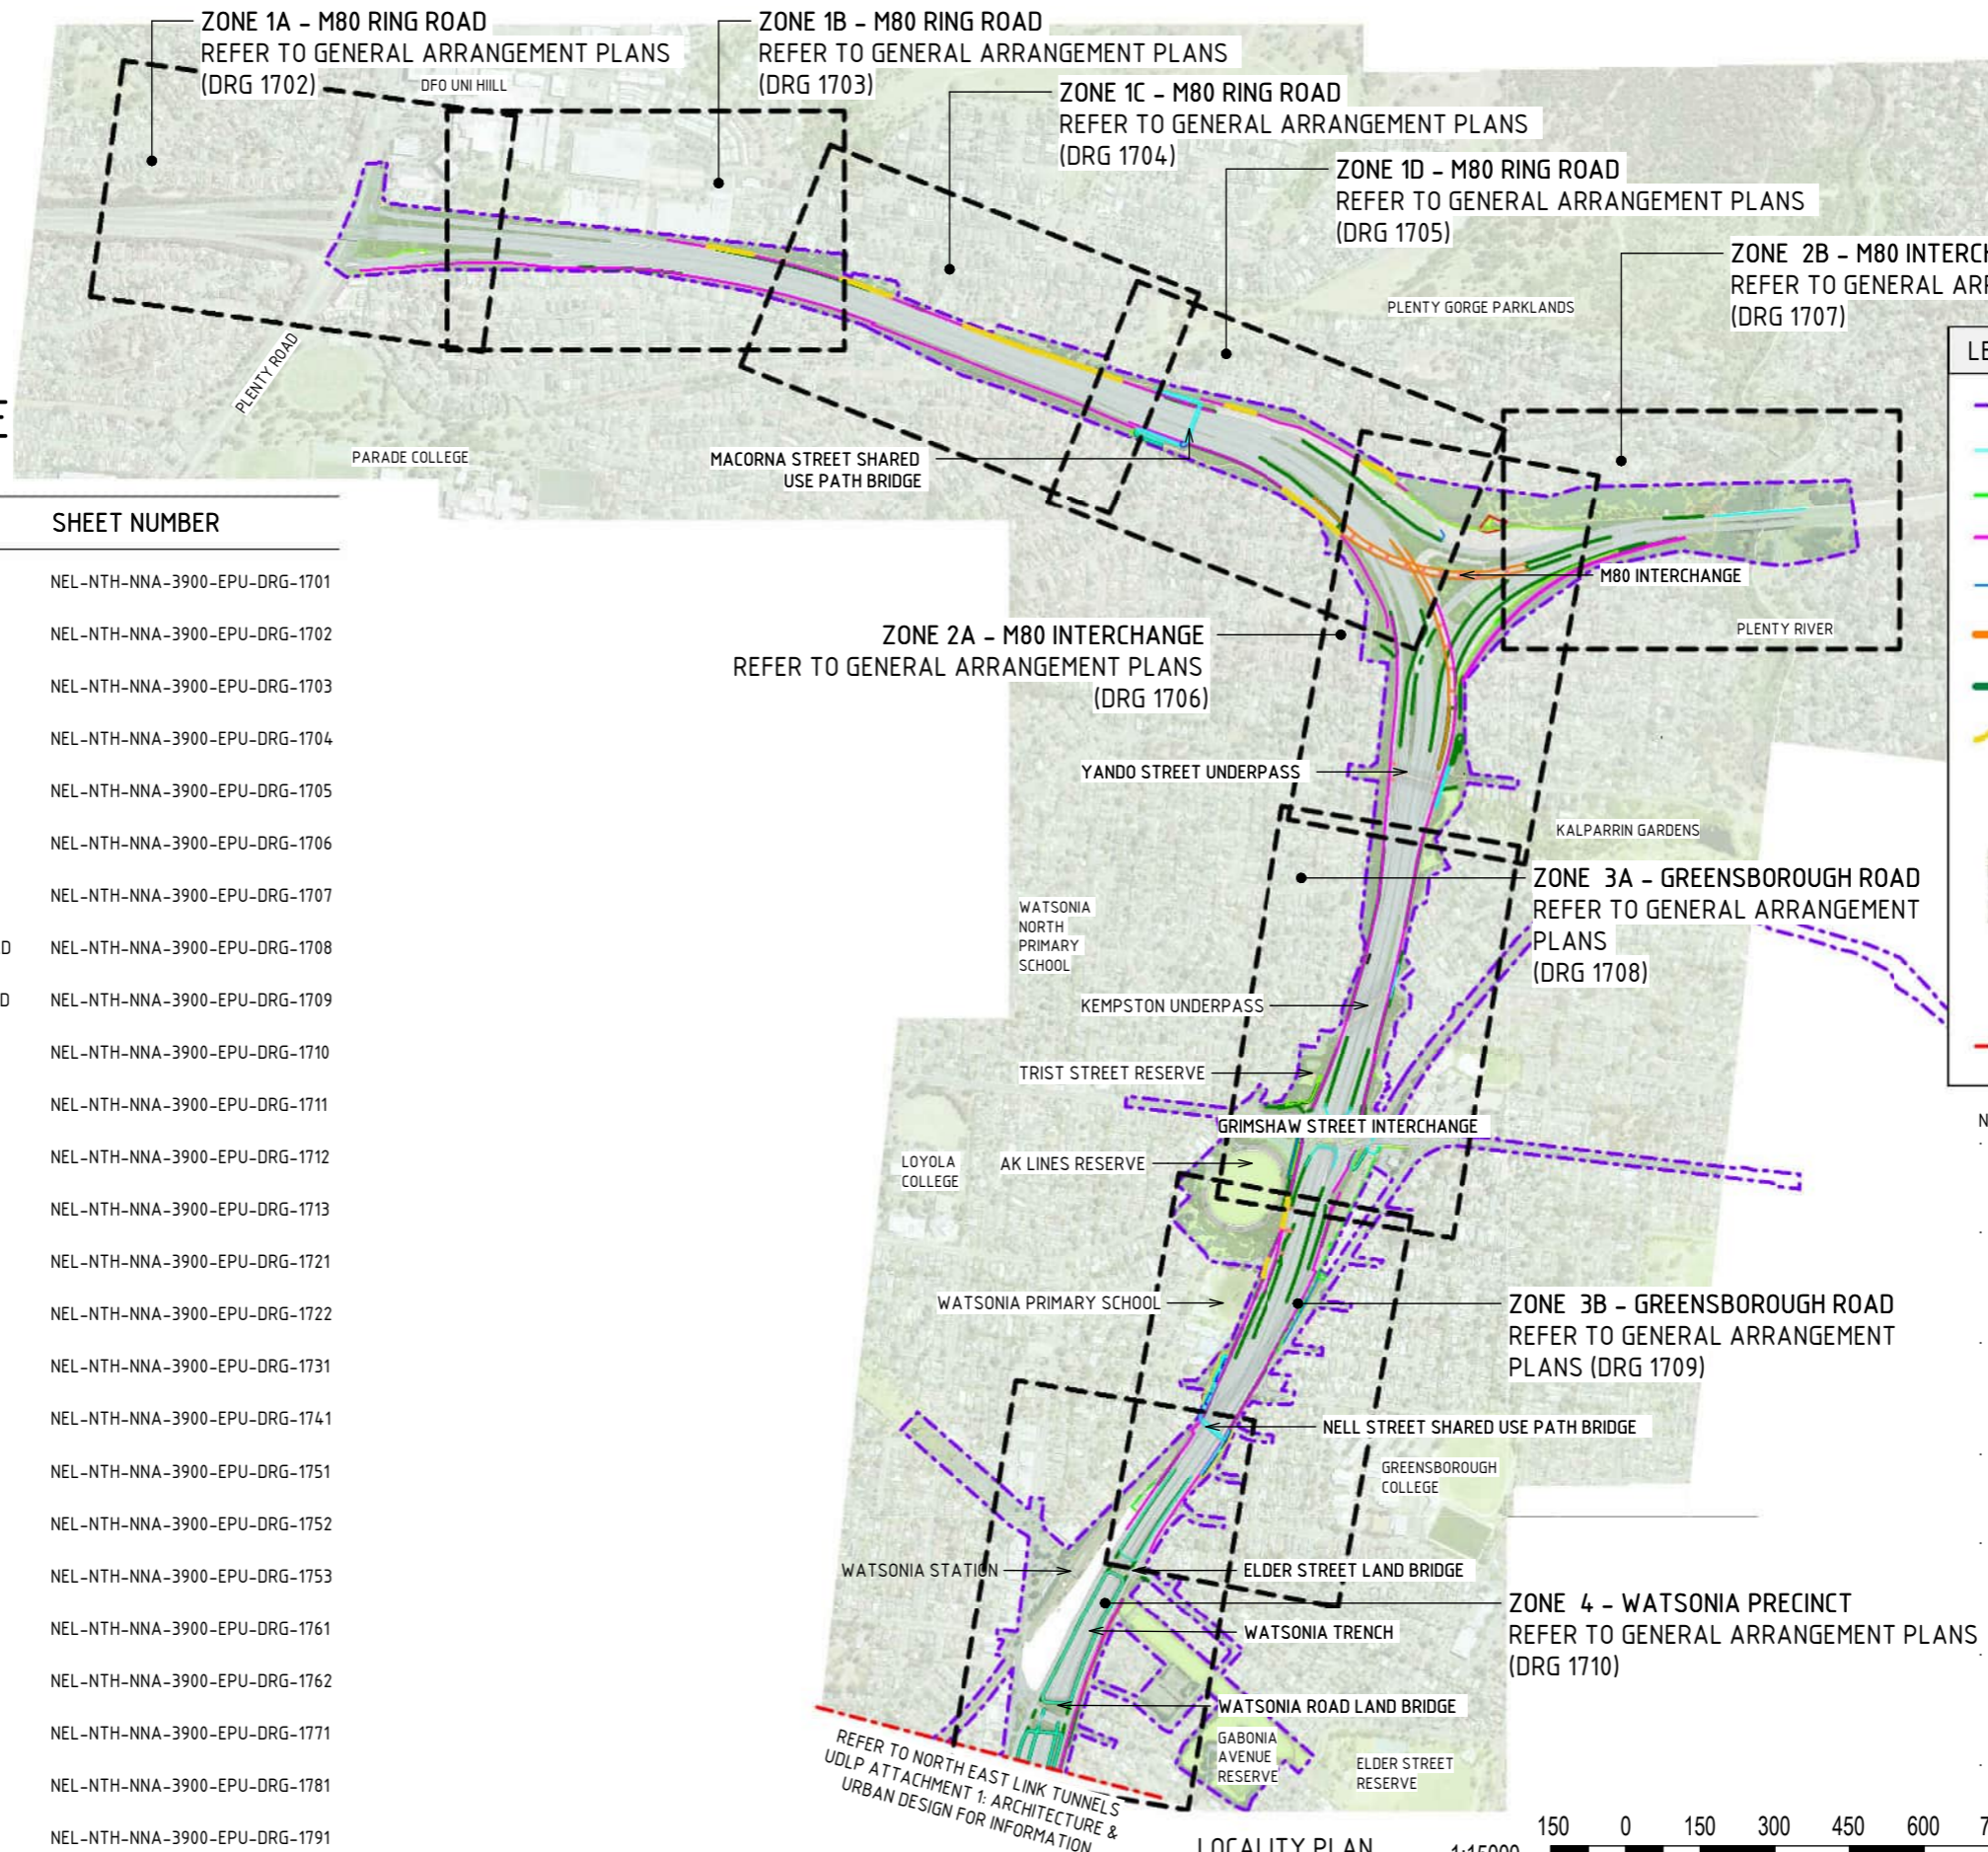 ZONE 1A - M80 RING ROAD
REFER TO GENERAL ARRANGEMENT PLANS
(DRG 1702)
DFO UNI HIILL
ZONE 1B - M80 RING ROAD
REFER TO GENERAL ARRANGEMENT PLANS
(DRG 1703)
ZONE 1C - M80 RING ROAD
REFER TO GENERAL ARRANGEMENT PLANS
(DRG 1704)
ZONE 1D - M80 RING ROAD
REFER TO GENERAL ARRANGEMENT PLANS
(DRG 1705)
ZONE 2B - M80 INTERCH
REFER TO GENERAL ARR
(DRG 1707)
PLENTY GORGE PARKLANDS
LE
PLENTY ROAD
E
PARADE COLLEGE
MACORNA STREET SHARED
USE PATH BRIDGE
SHEET NUMBER
NEL-NTH-NNA-3900-EPU-DRG-1701
NEL-NTH-NNA-3900-EPU-DRG-1702
NEL-NTH-NNA-3900-EPU-DRG-1703
NEL-NTH-NNA-3900-EPU-DRG-1704
NEL-NTH-NNA-3900-EPU-DRG-1705
NEL-NTH-NNA-3900-EPU-DRG-1706
NEL-NTH-NNA-3900-EPU-DRG-1707
D NEL-NTH-NNA-3900-EPU-DRG-1708
D NEL-NTH-NNA-3900-EPU-DRG-1709
NEL-NTH-NNA-3900-EPU-DRG-1710
NEL-NTH-NNA-3900-EPU-DRG-1711
NEL-NTH-NNA-3900-EPU-DRG-1712
NEL-NTH-NNA-3900-EPU-DRG-1713
NEL-NTH-NNA-3900-EPU-DRG-1721
NEL-NTH-NNA-3900-EPU-DRG-1722
NEL-NTH-NNA-3900-EPU-DRG-1731
NEL-NTH-NNA-3900-EPU-DRG-1741
NEL-NTH-NNA-3900-EPU-DRG-1751
NEL-NTH-NNA-3900-EPU-DRG-1752
NEL-NTH-NNA-3900-EPU-DRG-1753
NEL-NTH-NNA-3900-EPU-DRG-1761
NEL-NTH-NNA-3900-EPU-DRG-1762
NEL-NTH-NNA-3900-EPU-DRG-1771
NEL-NTH-NNA-3900-EPU-DRG-1781
NEL-NTH-NNA-3900-EPU-DRG-1791
M80 INTERCHANGE
PLENTY RIVER
ZONE 2A - M80 INTERCHANGE
REFER TO GENERAL ARRANGEMENT PLANS
(DRG 1706)
YANDO STREET UNDERPASS
KALPARRIN GARDENS
ZONE 3A - GREENSBOROUGH ROAD
REFER TO GENERAL ARRANGEMENT
PLANS
(DRG 1708)
WATSONIA
NORTH
PRIMARY
SCHOOL
KEMPSTON UNDERPASS
TRIST STREET RESERVE
GRIMSHAW STREET INTERCHANGE
N
LOYOLA
COLLEGE
AK LINES RESERVE
WATSONIA PRIMARY SCHOOL
ZONE 3B - GREENSBOROUGH ROAD
REFER TO GENERAL ARRANGEMENT
PLANS (DRG 1709)
NELL STREET SHARED USE PATH BRIDGE
GREENSBOROUGH
COLLEGE
WATSONIA STATION
ELDER STREET LAND BRIDGE
ZONE 4 - WATSONIA PRECINCT
REFER TO GENERAL ARRANGEMENT PLANS
(DRG 1710)
WATSONIA TRENCH
WATSONIA ROAD LAND BRIDGE
GABONIA
AVENUE
RESERVE
ELDER STREET
RESERVE
REFER TO NORTH EAST LINK TUNNELS
UDLP ATTACHMENT 1: ARCHITECTURE &
URBAN DESIGN FOR INFORMATION
LOCALITY PLAN
1:15000
150 0 150 300 450 600 7